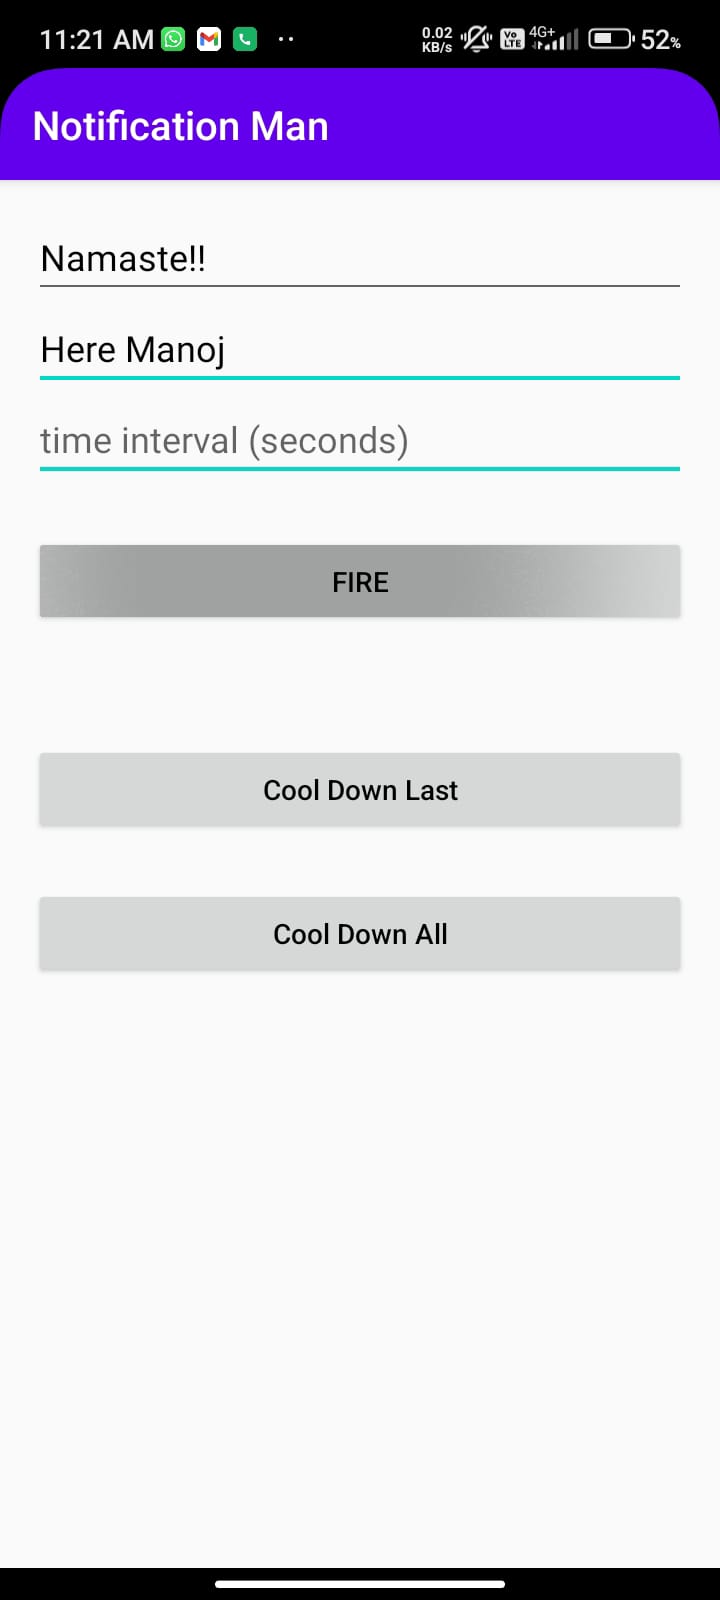 11:21 AM 0.02 KB/s Vo LTE 4G+ 52%
Notification Man
Namaste!!
Here Manoj
time interval (seconds)
FIRE
Cool Down Last
Cool Down All